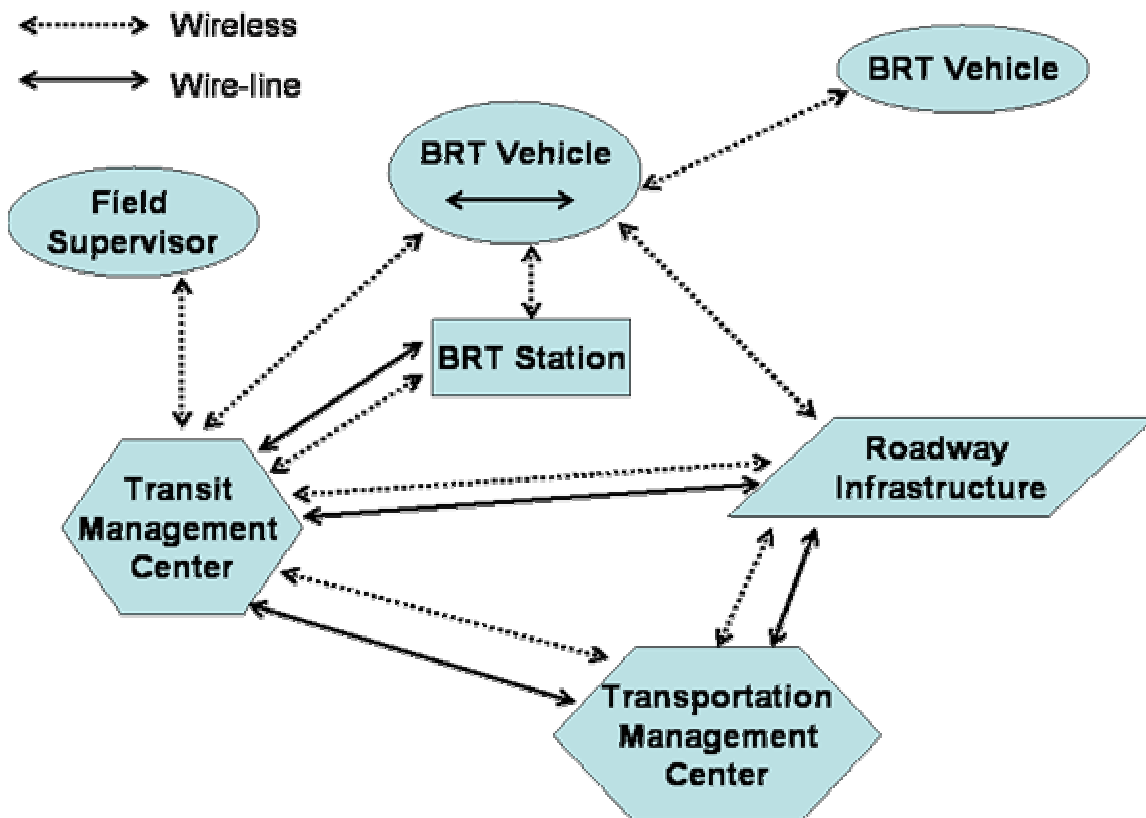 Wireless
Wire-line
BRT Vehicle
BRT Vehicle
Field
Supervisor
BRT Station
Roadway
Infrastructure
Transit
Management
Center
Transportation
Management
Center